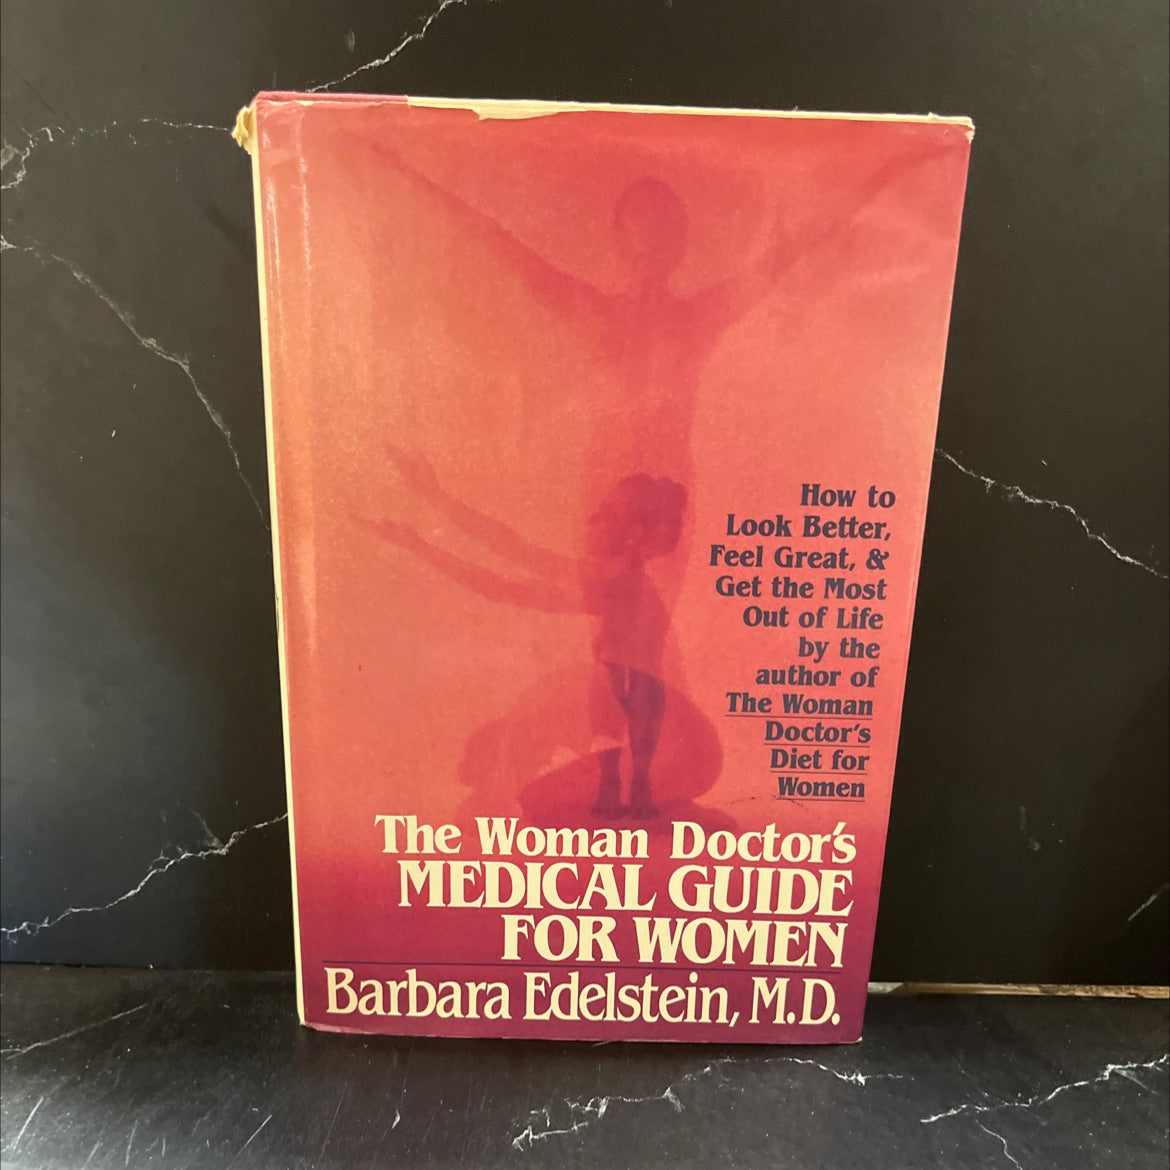 How to
Look Better,
Feel Great, &
Get the Most
Out of Life
by the
author of
The Woman
Doctor's
Diet for
Women
The Woman Doctor's
MEDICAL GUIDE
FOR WOMEN
Barbara Edelstein, M.D.